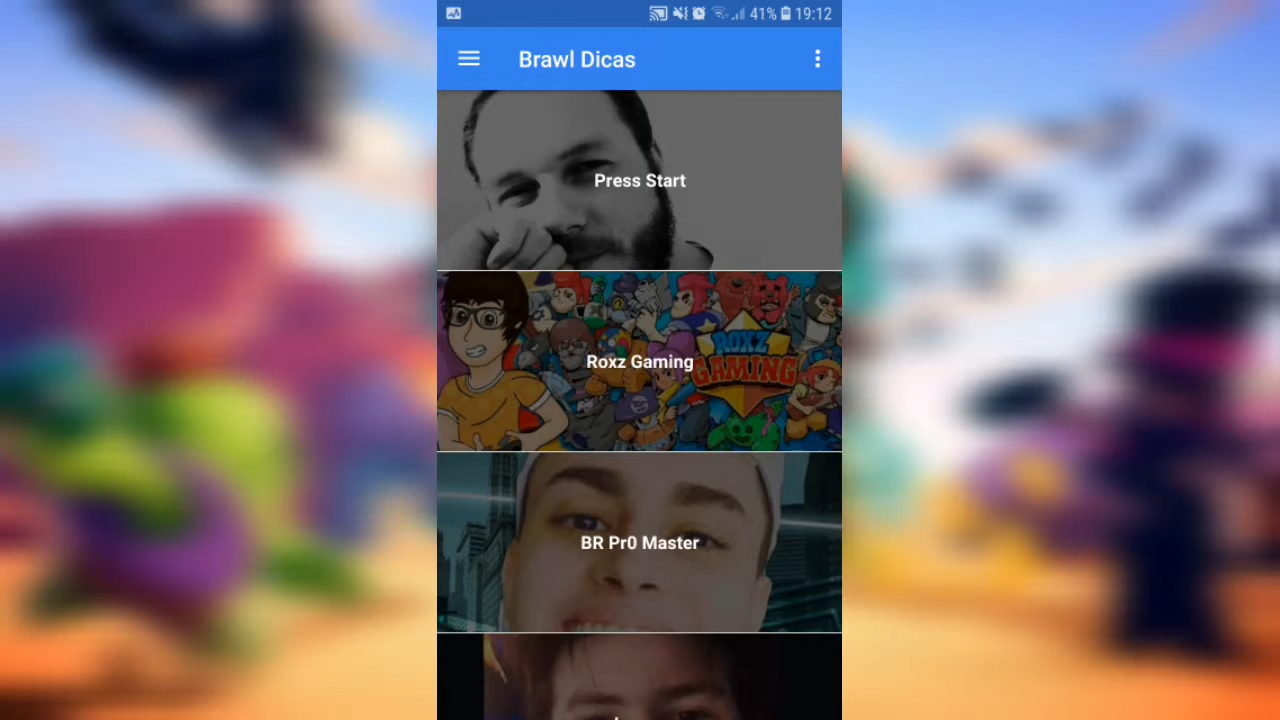 41% 19:12
Brawl Dicas
Press Start
ROXZ
GAMING
Roxz Gaming
BR Pr0 Master